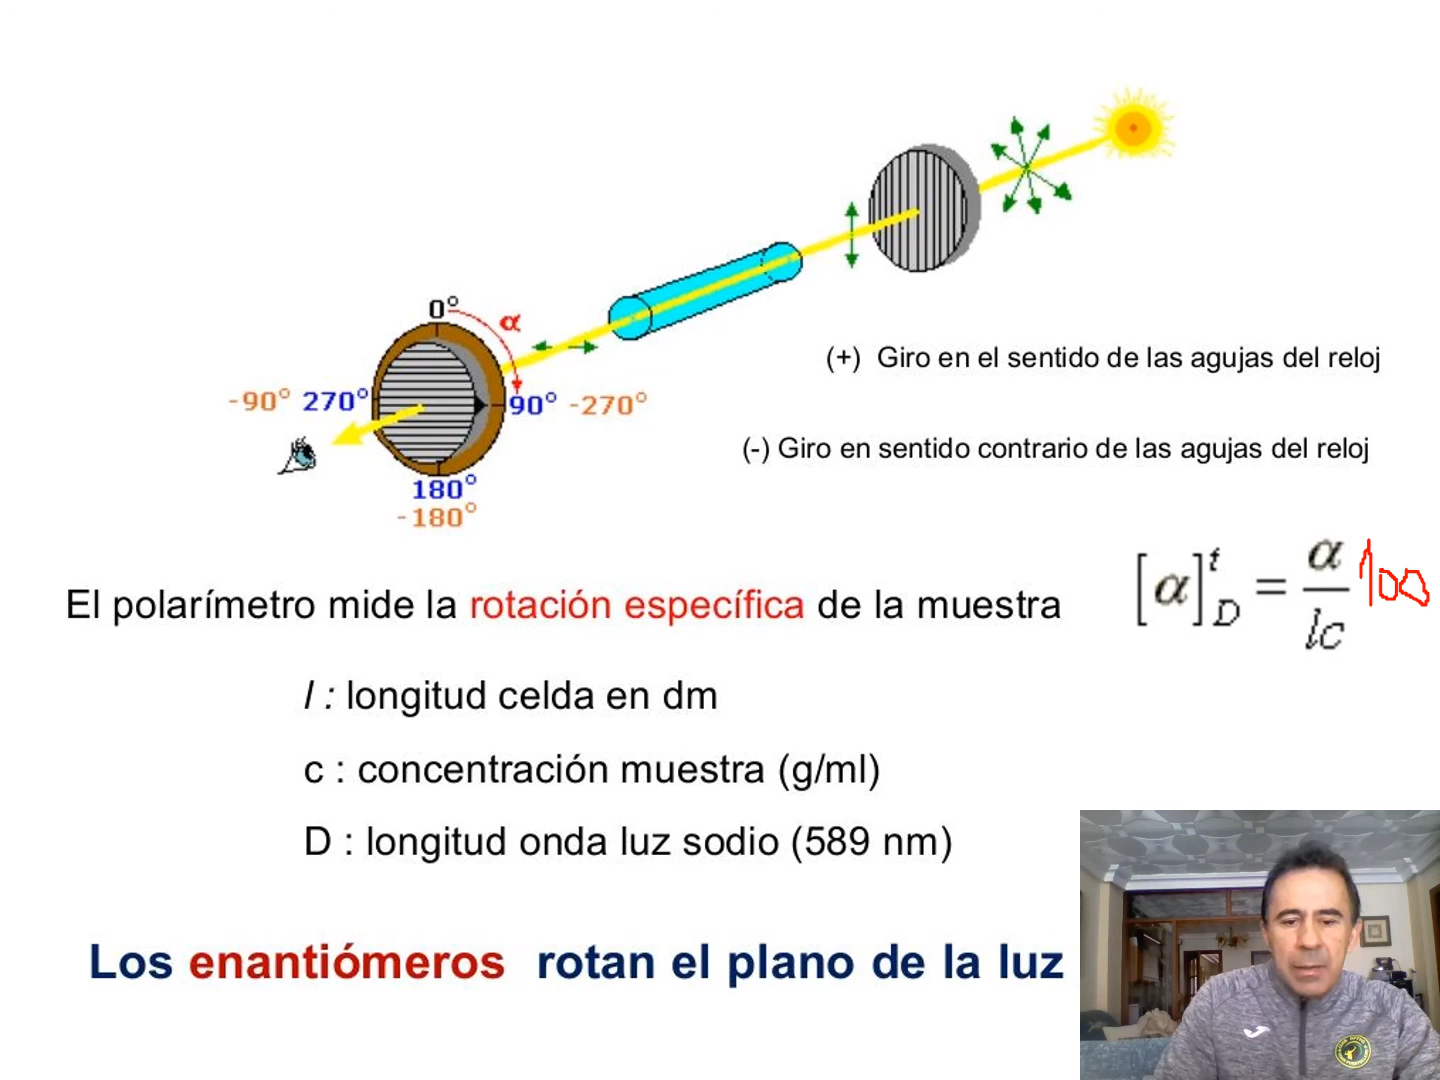 0°
α
-90° 270°
90° -270°
180°
-180°
(+) Giro en el sentido de las agujas del reloj
(-) Giro en sentido contrario de las agujas del reloj
El polarímetro mide la rotación específica de la muestra
[α]ᵗD = α/lc 100
l : longitud celda en dm
c : concentración muestra (g/ml)
D : longitud onda luz sodio (589 nm)
Los enantiómeros rotan el plano de la luz